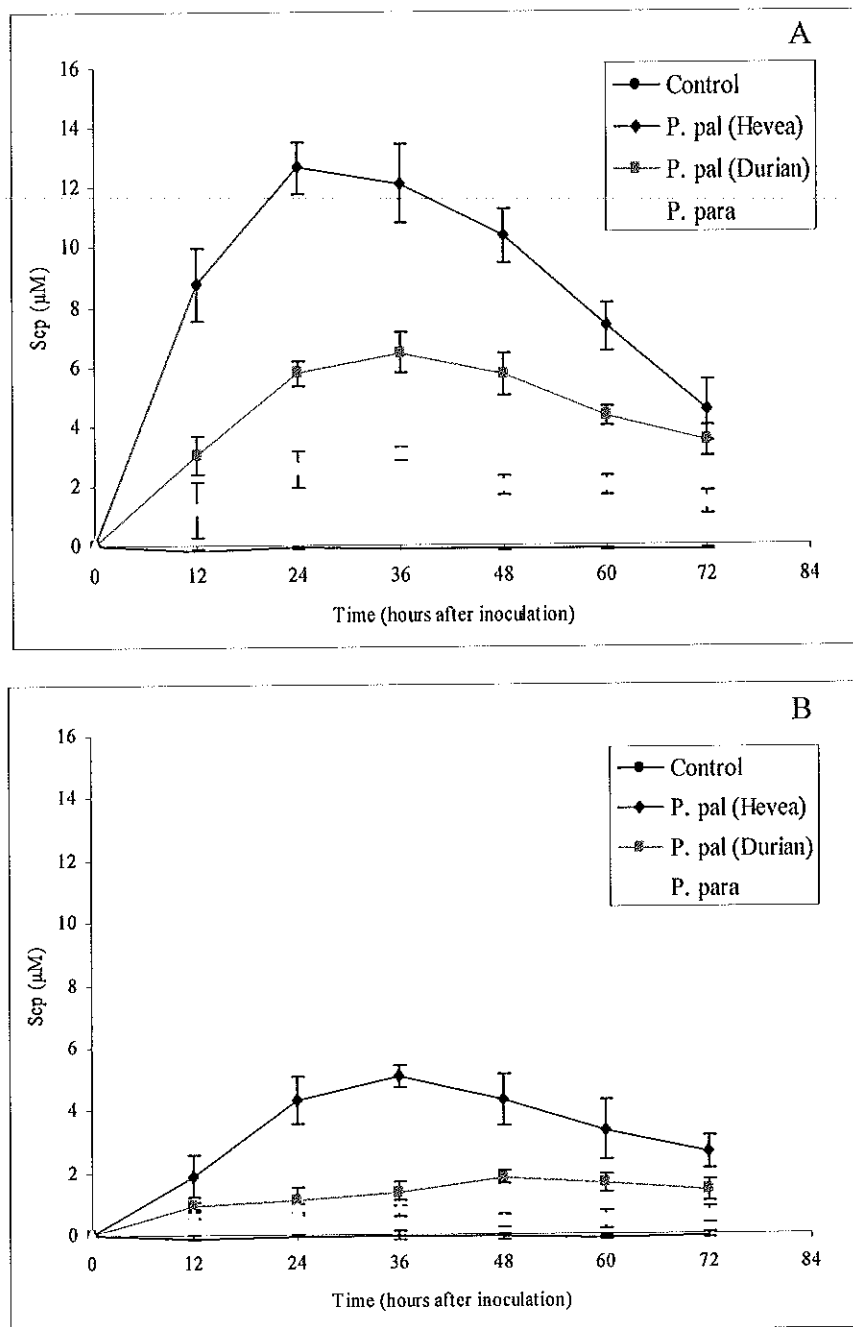 A
16
14
12
10
8
6
4
2
0
Scp (µM)
Control
P. pal (Hevea)
P. pal (Durian)
P. para
0 12 24 36 48 60 72 84
Time (hours after inoculation)
B
16
14
12
10
8
6
4
2
0
Scp (µM)
Control
P. pal (Hevea)
P. pal (Durian)
P. para
0 12 24 36 48 60 72 84
Time (hours after inoculation)